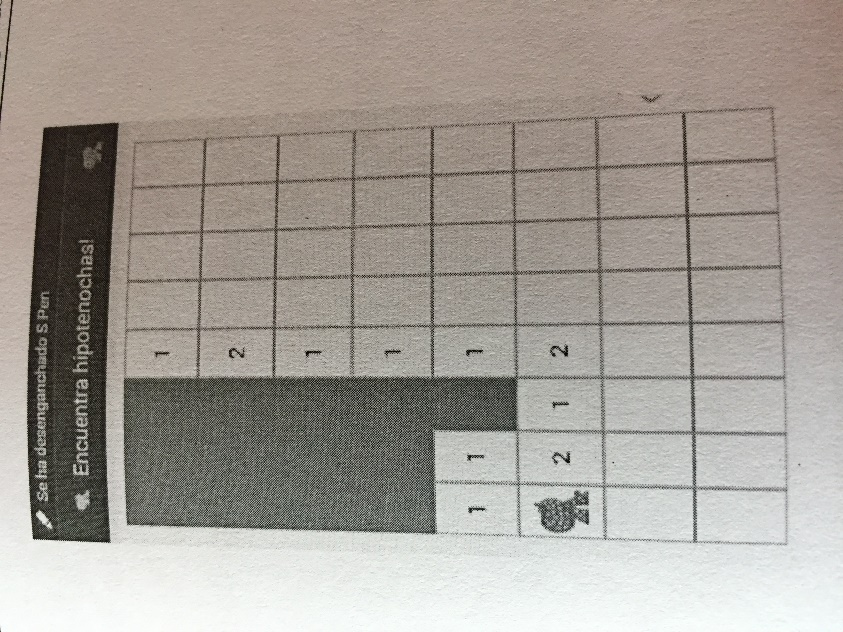 Se ha desenganchado S Pen
Encuentra hipotenochas!
1
2
1
1
1 1 1
2 1 2